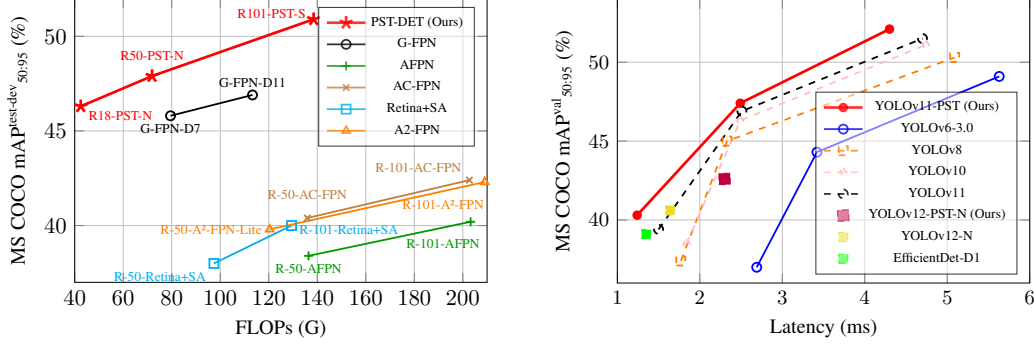 MS COCO mAP^test-dev_50:95 (%)
50
45
40
40 60 80 100 120 140 160 180 200
FLOPs (G)
R101-PST-S
R50-PST-N
R18-PST-N
G-FPN-D11
G-FPN-D7
R-101-AC-FPN
R-50-AC-FPN
R-101-A²-FPN
R-50-A²-FPN-Lite
R-101-Retina+SA
R-101-AFPN
R-50-AFPN
R-50-Retina+SA
PST-DET (Ours)
G-FPN
AFPN
AC-FPN
Retina+SA
A2-FPN
MS COCO mAP^val_50:95 (%)
50
45
40
1 2 3 4 5 6
Latency (ms)
YOLOv11-PST (Ours)
YOLOv6-3.0
YOLOv8
YOLOv10
YOLOv11
YOLOv12-PST-N (Ours)
YOLOv12-N
EfficientDet-D1